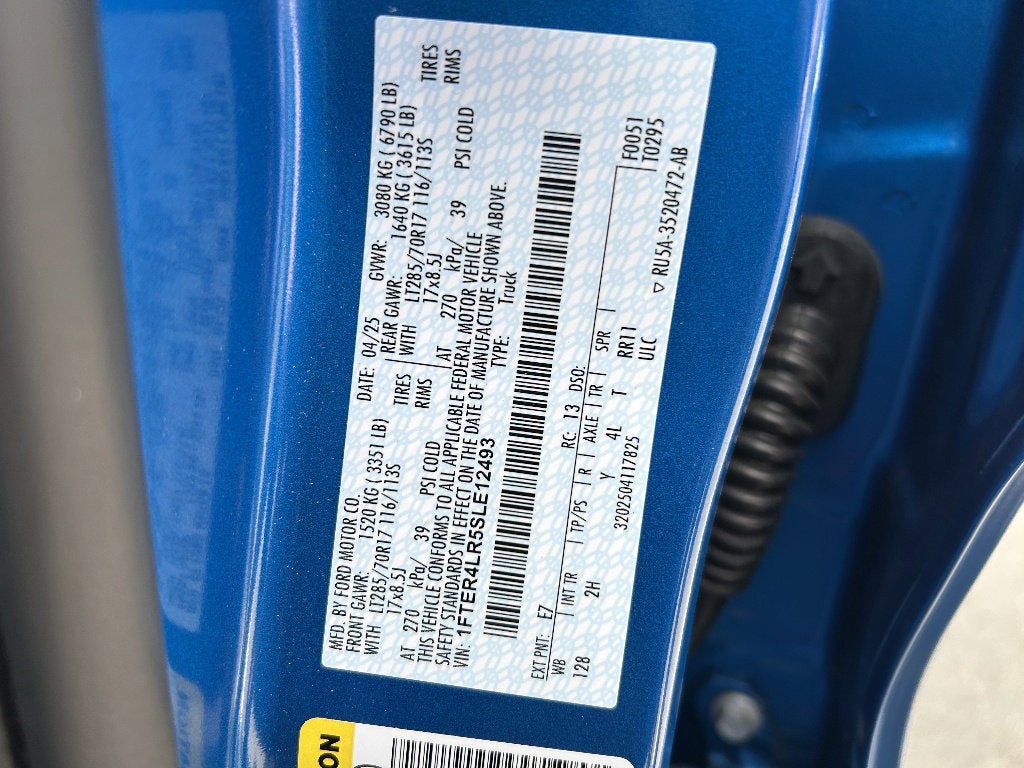 MFD. BY FORD MOTOR CO.
DATE: 04/25 GVWR: 3080 KG ( 6790 LB)
FRONT GAWR: 1520 KG ( 3351 LB) REAR GAWR: 1640 KG ( 3615 LB)
WITH LT285/70R17 116/113S TIRES WITH LT285/70R17 116/113S TIRES
17x8.5J RIMS 17x8.5J RIMS
AT 270 kPa/ 39 PSI COLD AT 270 kPa/ 39 PSI COLD
THIS VEHICLE CONFORMS TO ALL APPLICABLE FEDERAL MOTOR VEHICLE
SAFETY STANDARDS IN EFFECT ON THE DATE OF MANUFACTURE SHOWN ABOVE.
VIN: 1FTER4LR5SLE12493 TYPE: Truck
F0051
T0295
EXT PNT: E7 RC: 13 DSO:
WB INT TR TP/PS R AXLE TR SPR
128 2H Y 4L T RR11
ULC
▽ RU5A-3520472-AB
3202504117825
ON